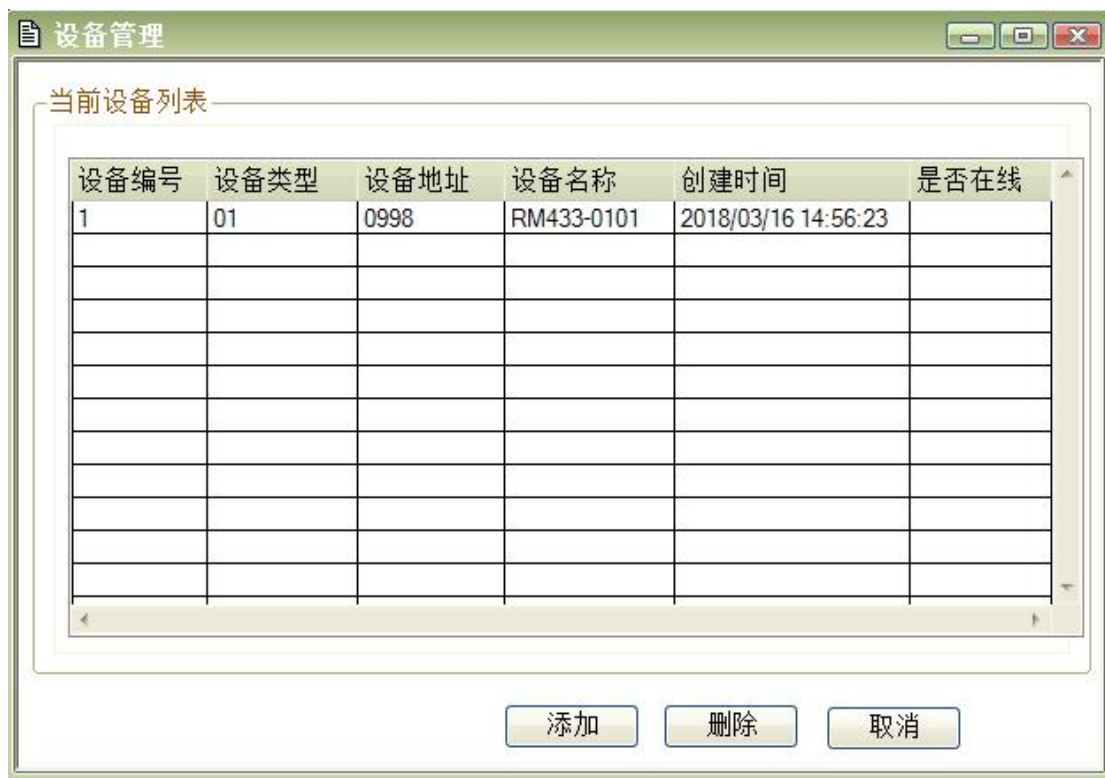 设备管理
当前设备列表
设备编号 设备类型 设备地址 设备名称 创建时间 是否在线
1 01 0998 RM433-0101 2018/03/16 14:56:23
添加 删除 取消